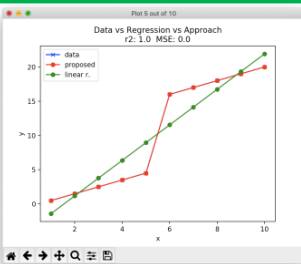 Plot 5 out of 10
Data vs Regression vs Approach
r2: 1.0 MSE: 0.0
data
proposed
linear r.
y
20
15
10
5
0
2
4
6
8
10
x